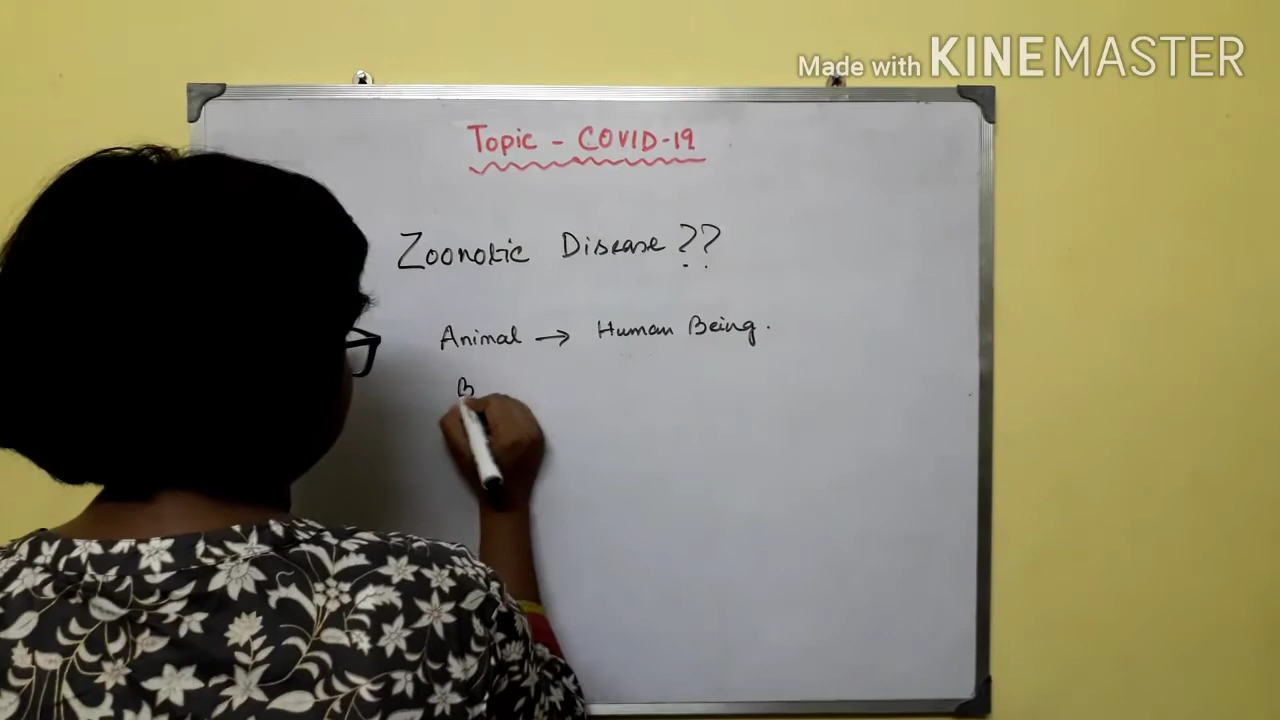 Made with KINEMASTER
Topic - COVID-19
Zoonotic Disease ??
Animal → Human Being.
B